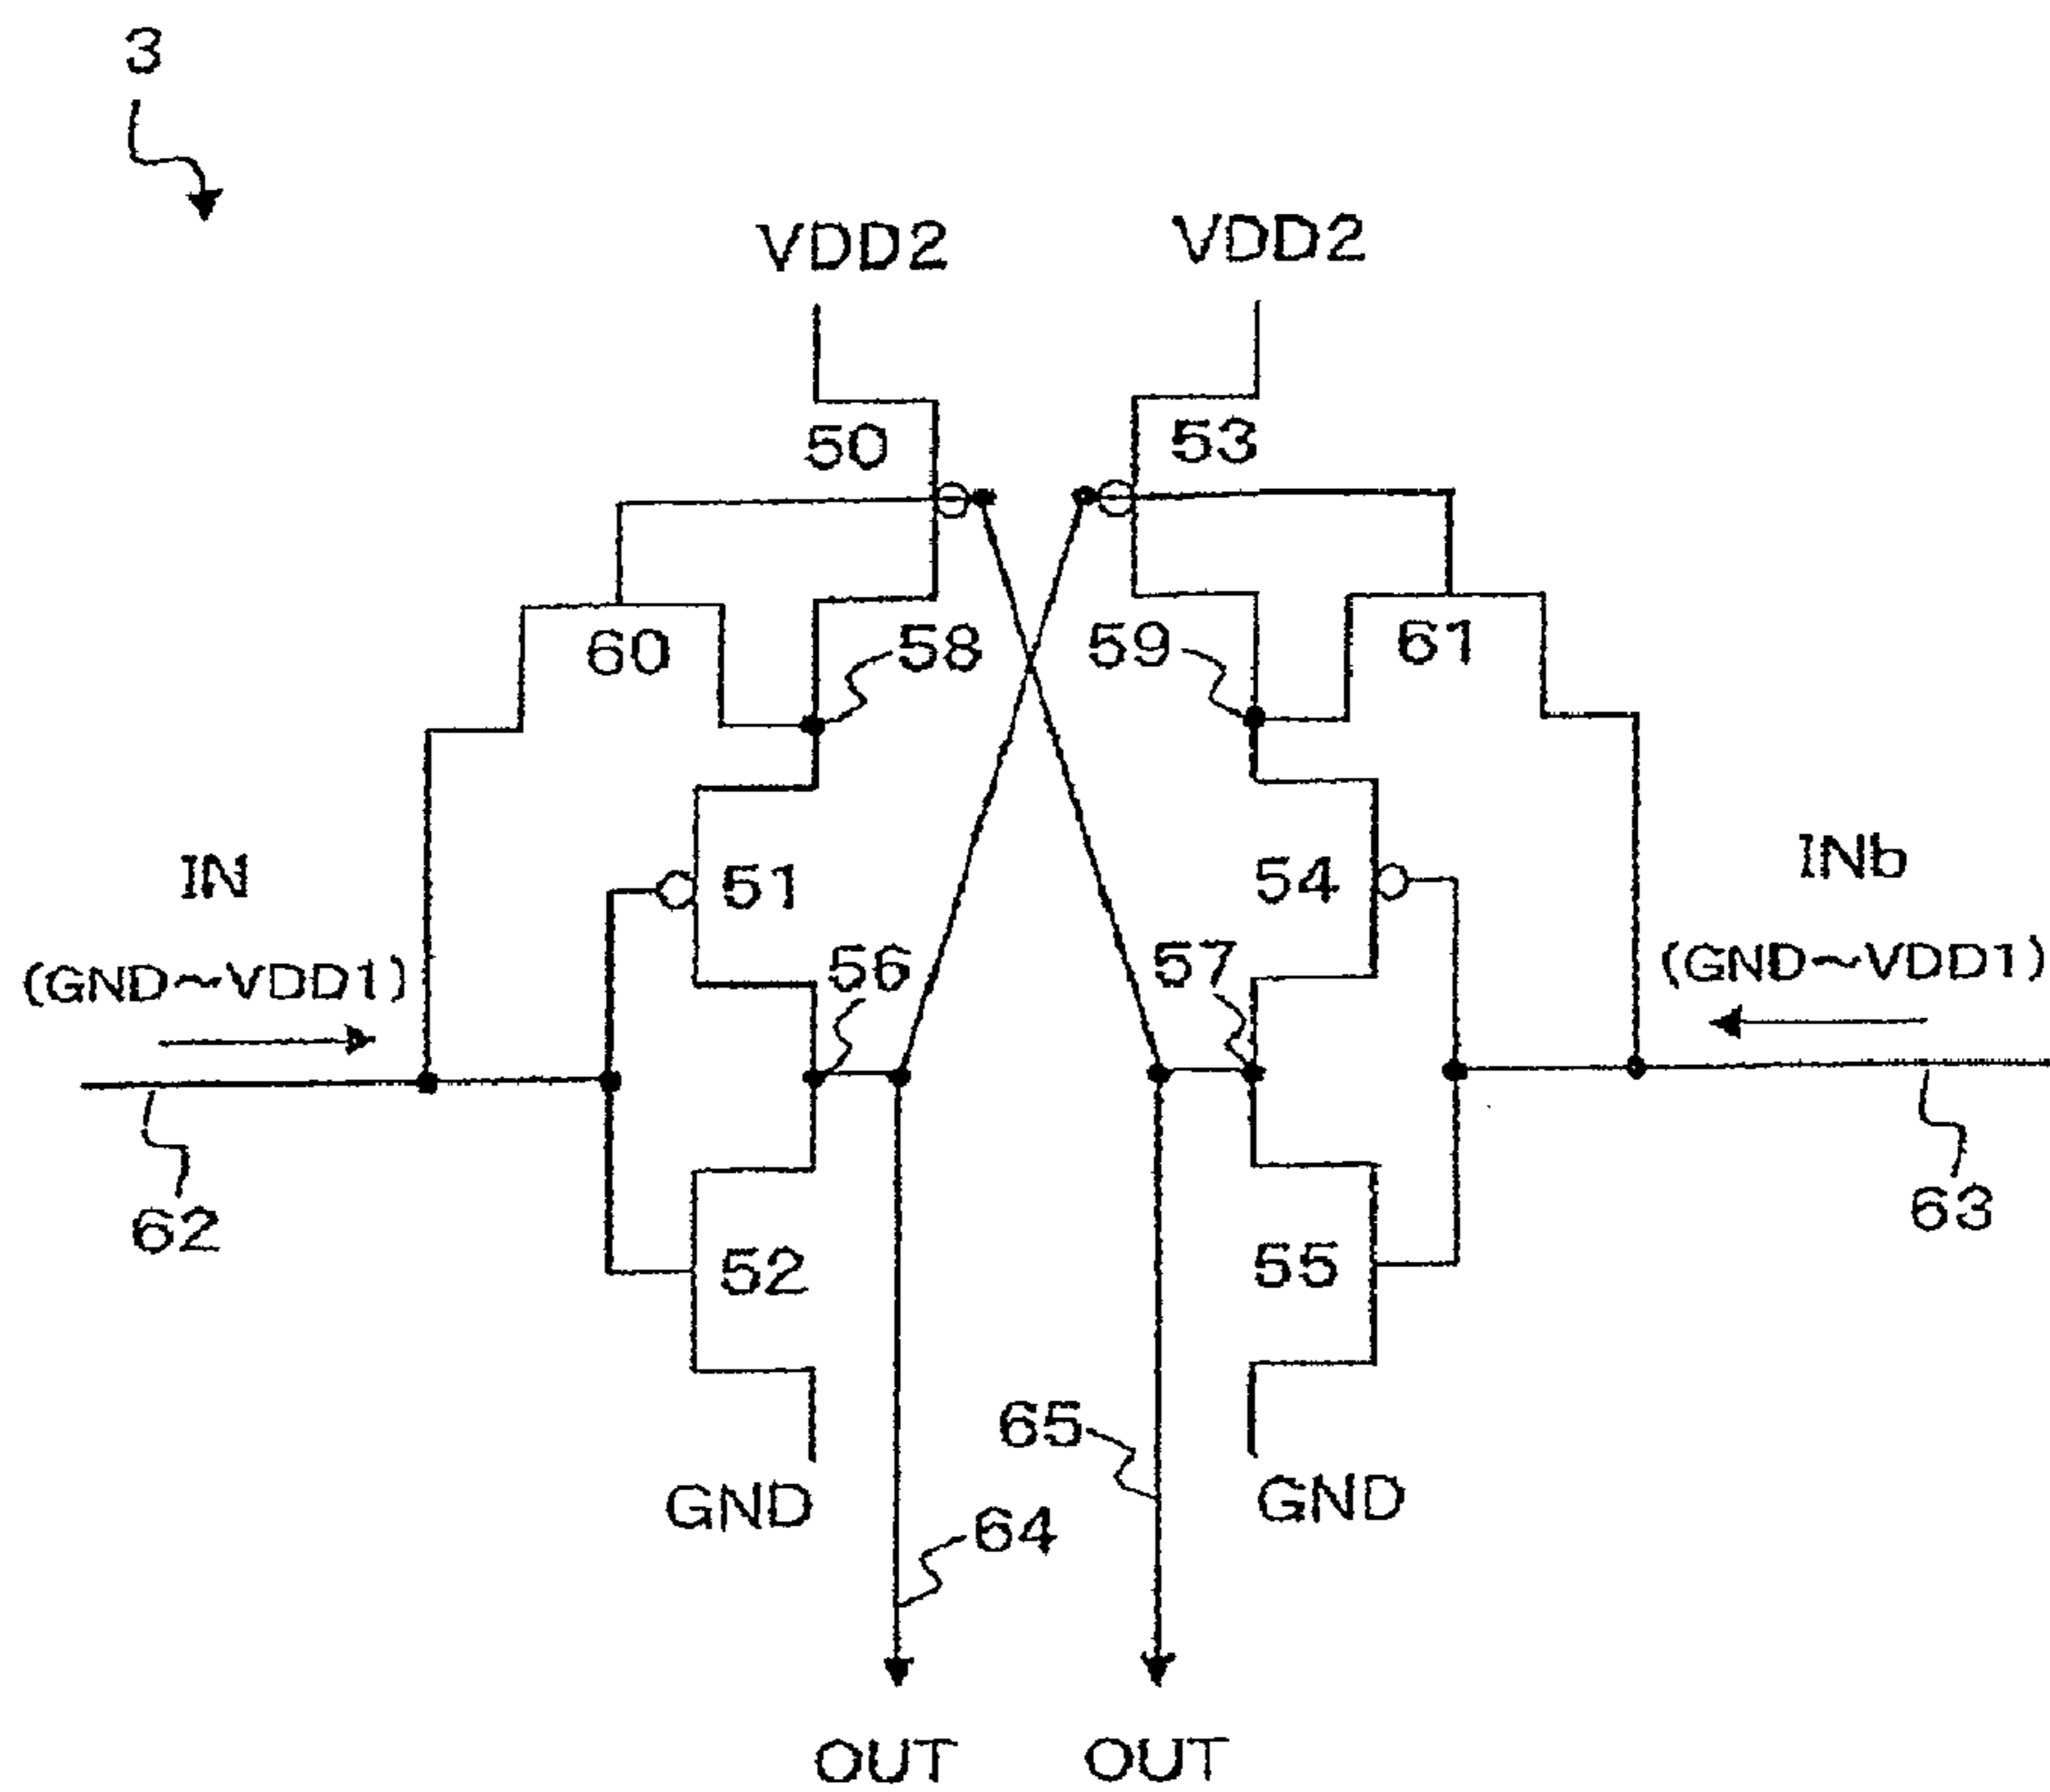 3
VDD2 VDD2
50 53
60 58 59 61
IN 51 54 INb
(GND~VDD1) 56 57 (GND~VDD1)
62 52 55 63
65
GND GND
64
OUT OUT